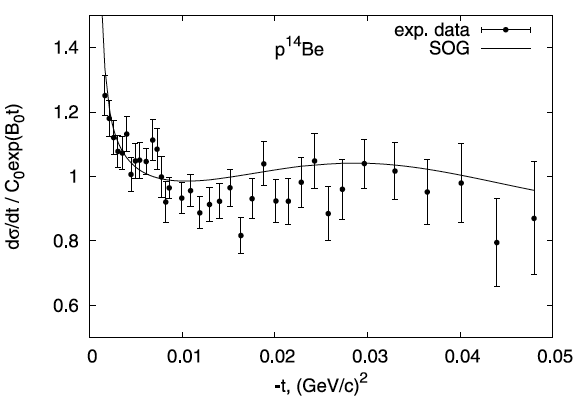 exp. data
SOG
p¹⁴Be
1.4
1.2
1
0.8
0.6
dσ/dt / C₀exp(B₀t)
0 0.01 0.02 0.03 0.04 0.05
-t, (GeV/c)²